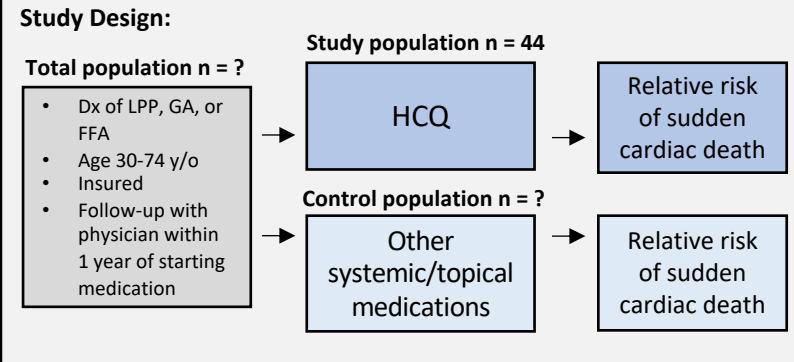 Study Design:
Study population n = 44
Total population n = ?
• Dx of LPP, GA, or
FFA
• Age 30-74 y/o
• Insured
• Follow-up with
physician within
1 year of starting
medication
HCQ
Relative risk
of sudden
cardiac death
Control population n = ?
Other
systemic/topical
medications
Relative risk
of sudden
cardiac death